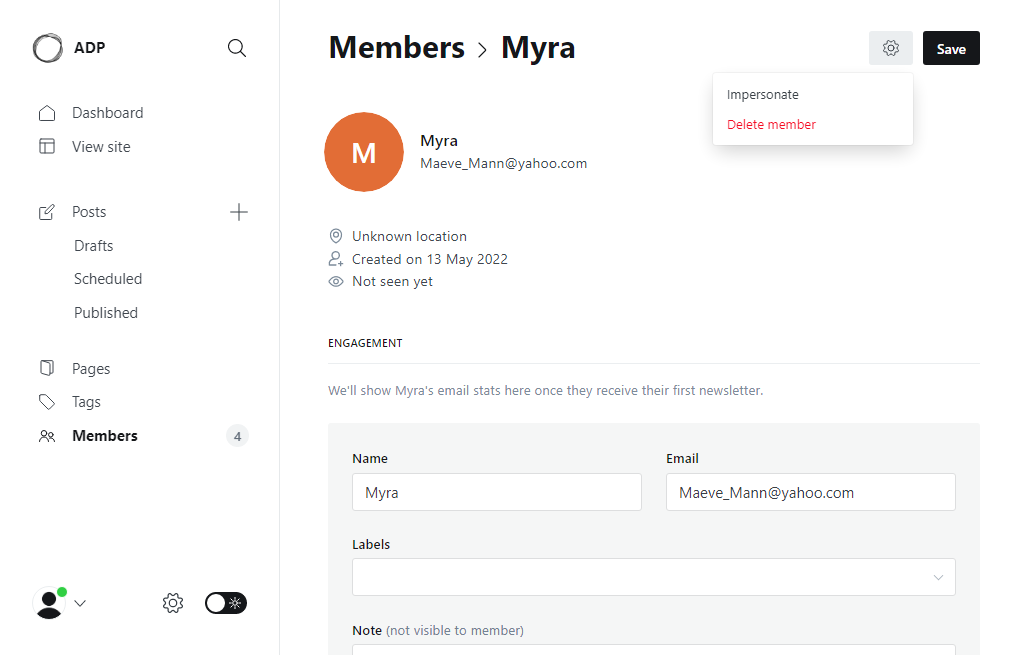 ADP
Dashboard
View site
Posts
Drafts
Scheduled
Published
Pages
Tags
Members 4
Members > Myra
Save
Impersonate
Delete member
M
Myra
Maeve_Mann@yahoo.com
Unknown location
Created on 13 May 2022
Not seen yet
ENGAGEMENT
We'll show Myra's email stats here once they receive their first newsletter.
Name
Myra
Email
Maeve_Mann@yahoo.com
Labels
Note (not visible to member)